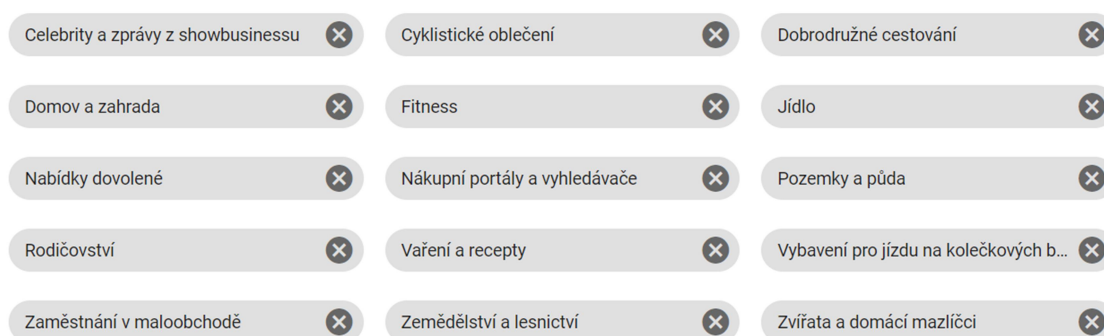 Celebrity a zprávy z showbusinessu
Cyklistické oblečení
Dobrodružné cestování
Domov a zahrada
Fitness
Jídlo
Nabídky dovolené
Nákupní portály a vyhledávače
Pozemky a půda
Rodičovství
Vaření a recepty
Vybavení pro jízdu na kolečkových b...
Zaměstnání v maloobchodě
Zemědělství a lesnictví
Zvířata a domácí mazlíčci